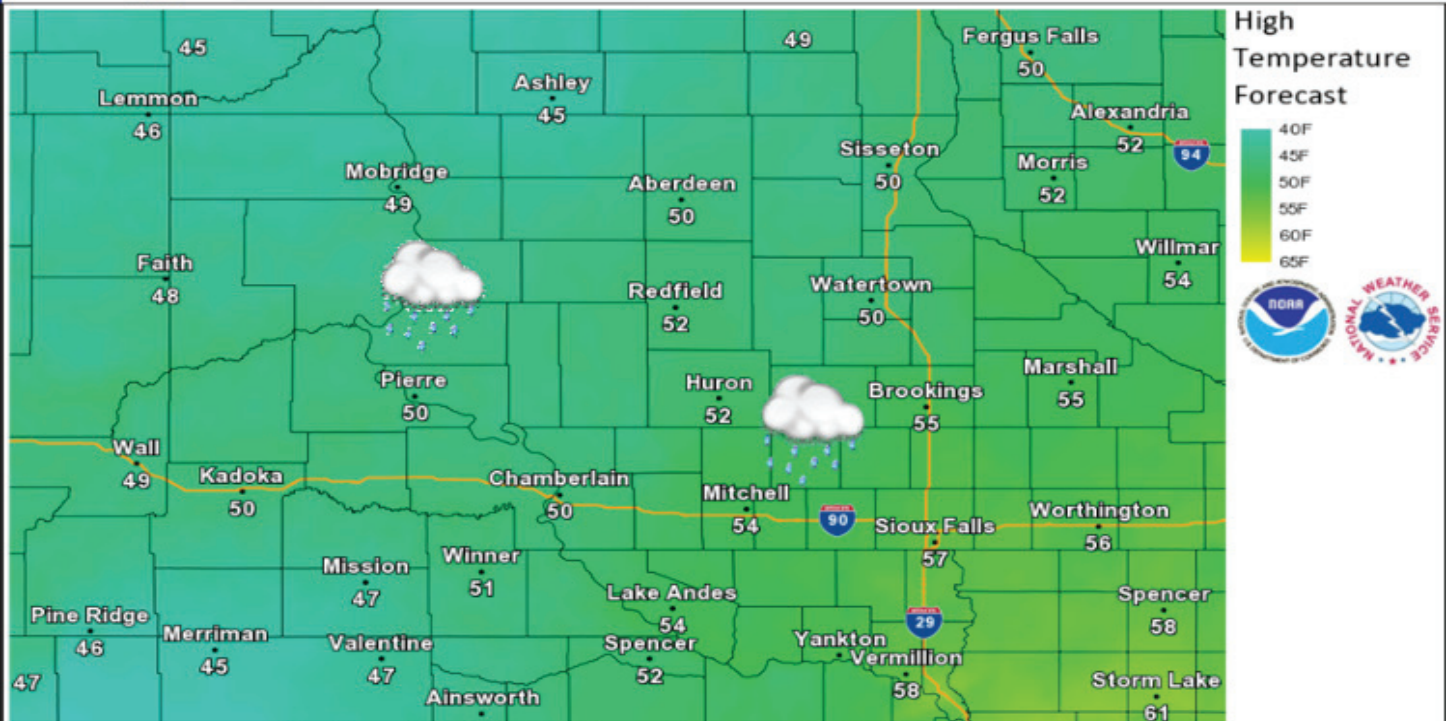 High
Temperature
Forecast
40F
45F
50F
55F
60F
65F
NOAA
NATIONAL WEATHER SERVICE
45
49
Fergus Falls
50
Ashley
45
Lemmon
46
Alexandria
52
94
Sisseton
50
Morris
52
Mobridge
49
Aberdeen
50
Willmar
54
Faith
48
Redfield
52
Watertown
50
Marshall
55
Pierre
50
Huron
52
Brookings
55
Wall
49
Kadoka
50
Chamberlain
50
Mitchell
54
90
Sioux Falls
57
Worthington
56
Mission
47
Winner
51
Lake Andes
54
Spencer
58
Pine Ridge
46
Merriman
45
Valentine
47
Spencer
52
Yankton
29
Vermillion
58
47
Ainsworth
Storm Lake
61